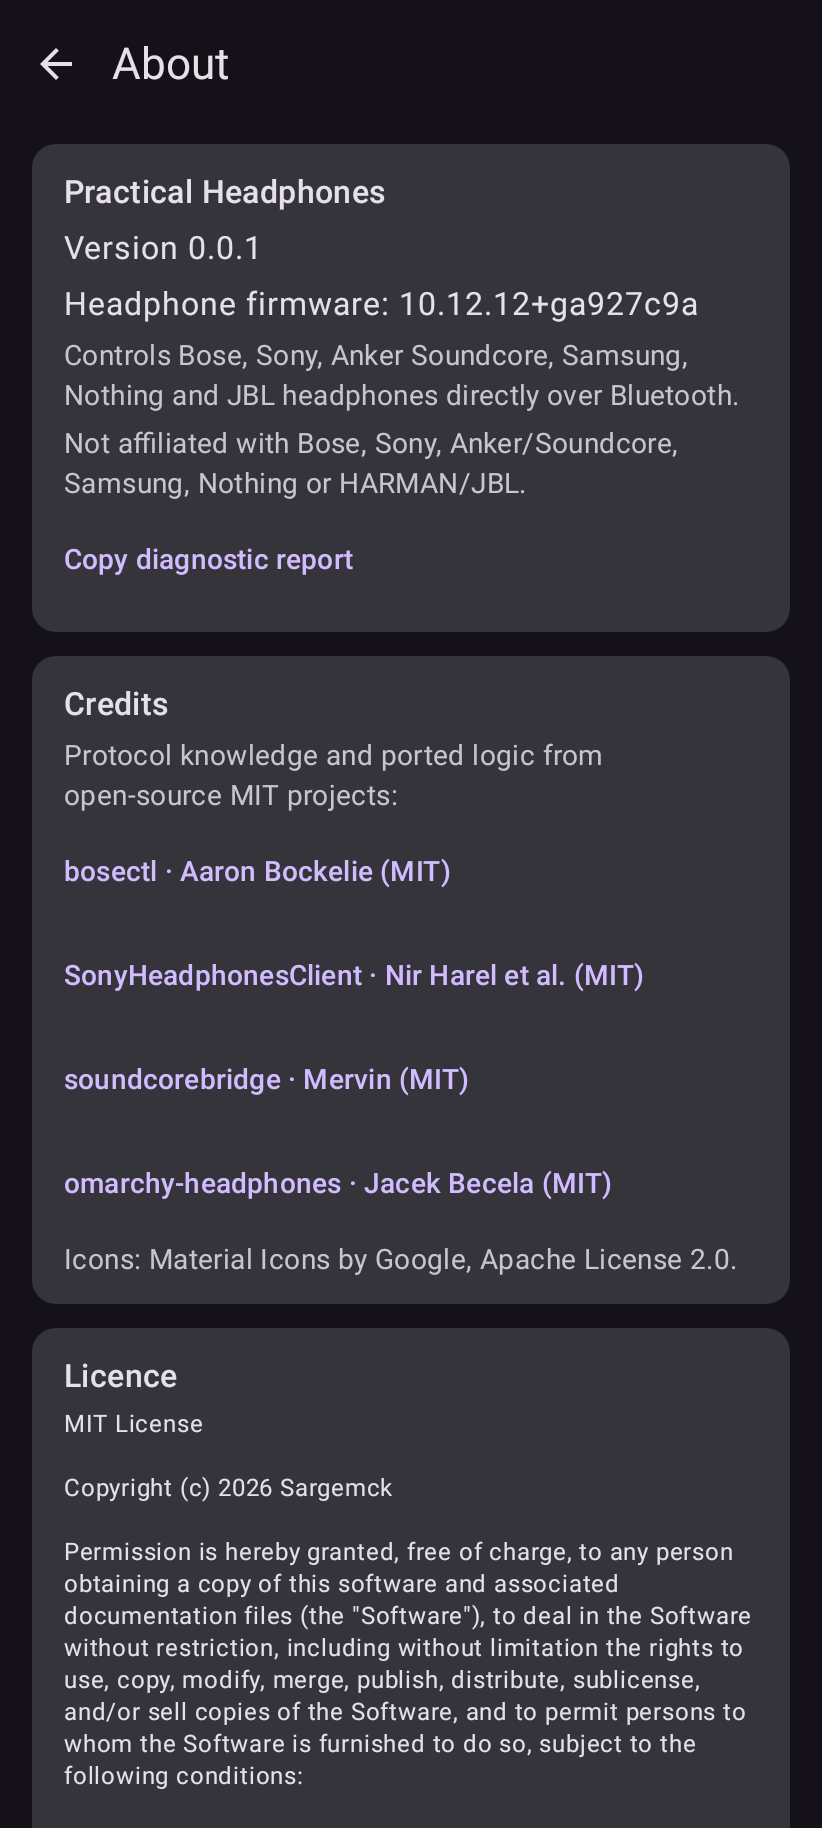 About
Practical Headphones
Version 0.0.1
Headphone firmware: 10.12.12+ga927c9a
Controls Bose, Sony, Anker Soundcore, Samsung,
Nothing and JBL headphones directly over Bluetooth.
Not affiliated with Bose, Sony, Anker/Soundcore,
Samsung, Nothing or HARMAN/JBL.
Copy diagnostic report
Credits
Protocol knowledge and ported logic from
open-source MIT projects:
bosectl · Aaron Bockelie (MIT)
SonyHeadphonesClient · Nir Harel et al. (MIT)
soundcorebridge · Mervin (MIT)
omarchy-headphones · Jacek Becela (MIT)
Icons: Material Icons by Google, Apache License 2.0.
Licence
MIT License
Copyright (c) 2026 Sargemck
Permission is hereby granted, free of charge, to any person
obtaining a copy of this software and associated
documentation files (the "Software"), to deal in the Software
without restriction, including without limitation the rights to
use, copy, modify, merge, publish, distribute, sublicense,
and/or sell copies of the Software, and to permit persons to
whom the Software is furnished to do so, subject to the
following conditions: